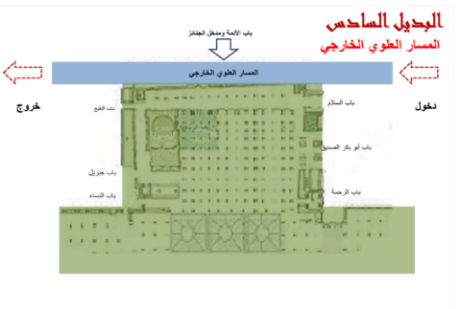 البديل السادس
المسار العلوي الخارجي
باب الأئمة ومدخل الجنائز
المسار العلوي الخارجي
دخول
خروج
باب السلام
باب البقيع
باب أبو بكر الصديق
باب جبريل
باب الرحمة
باب النساء